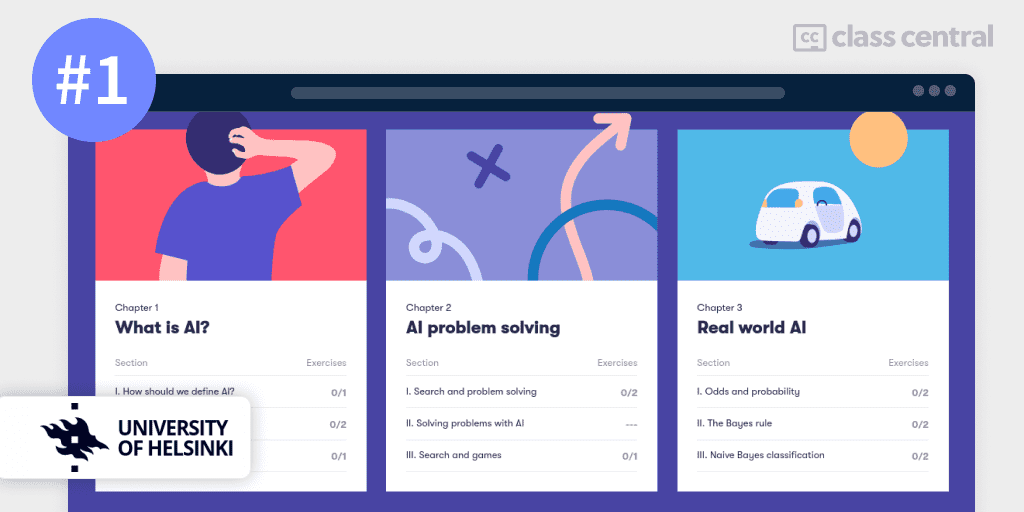 #1
cc class central
Chapter 1
What is AI?
Section Exercises
I. How should we define AI? 0/1
0/2
0/1
Chapter 2
AI problem solving
Section Exercises
I. Search and problem solving 0/2
II. Solving problems with AI ---
III. Search and games 0/1
Chapter 3
Real world AI
Section Exercises
I. Odds and probability 0/2
II. The Bayes rule 0/2
III. Naive Bayes classification 0/2
UNIVERSITY
OF HELSINKI